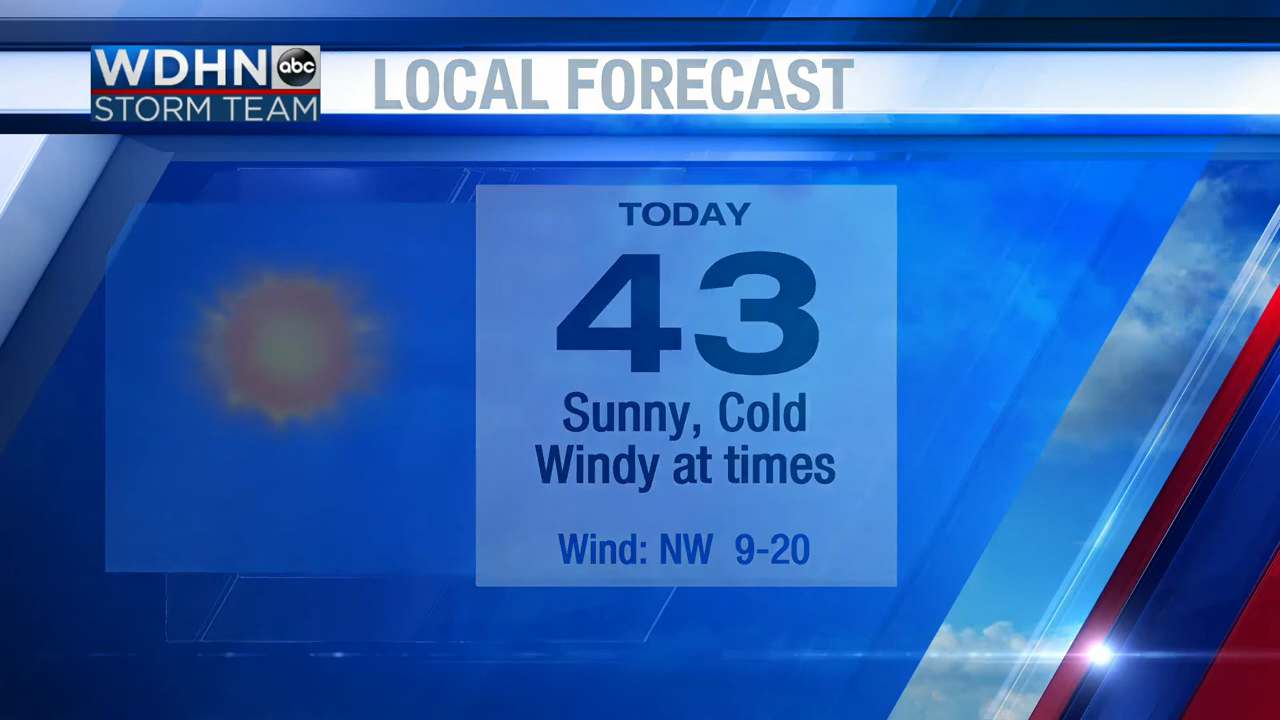 WDHN abc
STORM TEAM
LOCAL FORECAST
TODAY
43
Sunny, Cold
Windy at times
Wind: NW 9-20